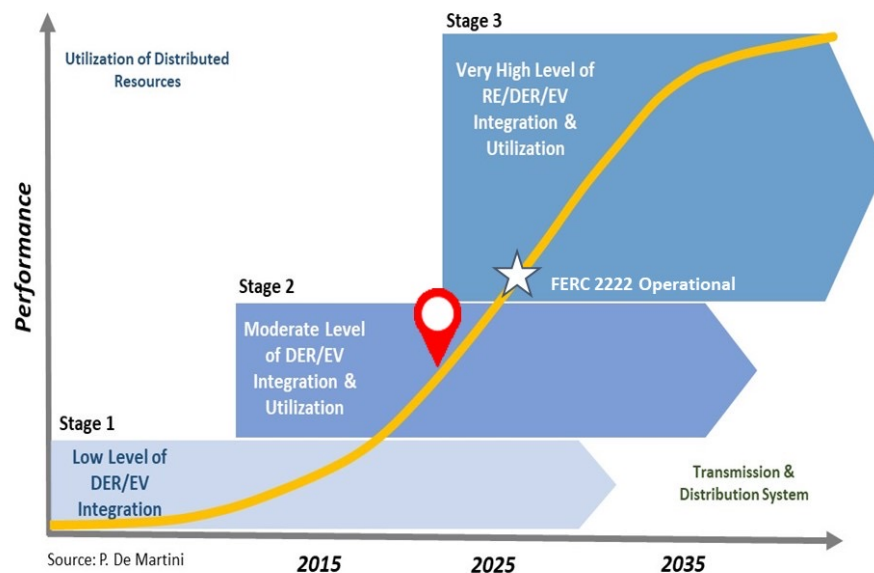 Stage 3
Utilization of Distributed
Resources
Very High Level of
RE/DER/EV
Integration &
Utilization
Performance
FERC 2222 Operational
Stage 2
Moderate Level
of DER/EV
Integration &
Utilization
Stage 1
Low Level of
DER/EV
Integration
Transmission &
Distribution System
Source: P. De Martini
2015
2025
2035